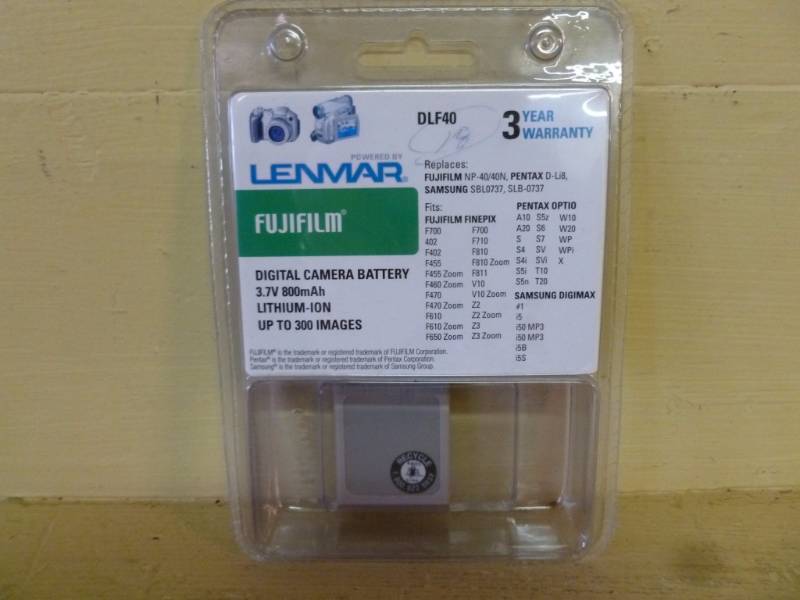 DLF40
3 YEAR WARRANTY
POWERED BY
LENMAR
FUJIFILM®
DIGITAL CAMERA BATTERY
3.7V 800mAh
LITHIUM-ION
UP TO 300 IMAGES
Replaces:
FUJIFILM NP-40/40N, PENTAX D-Li8,
SAMSUNG SBL0737, SLB-0737
Fits:
FUJIFILM FINEPIX
F700 F700
402 F710
F402 F810
F455 F810 Zoom
F455 Zoom F811
F460 Zoom V10
F470 V10 Zoom
F470 Zoom Z2
F610 Z2 Zoom
F610 Zoom Z3
F650 Zoom Z3 Zoom
PENTAX OPTIO
A10 S5z W10
A20 S6 W20
S S7 WP
S4 SV WPi
S4i SVi X
S5i T10
S5n T20
SAMSUNG DIGIMAX
#1
i5
i50 MP3
i50 MP3
i5B
i5S
FUJIFILM® is the trademark or registered trademark of FUJIFILM Corporation.
Pentax® is the trademark or registered trademark of Pentax Corporation.
Samsung® is the trademark or registered trademark of Samsung Group.
RECYCLE